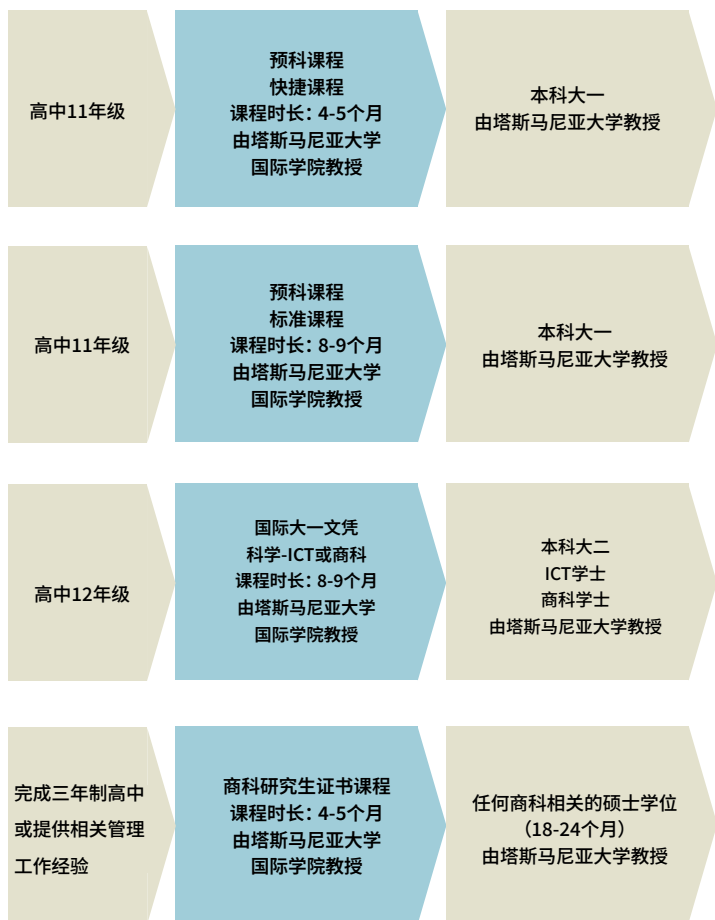 高中11年级
预科课程
快捷课程
课程时长：4-5个月
由塔斯马尼亚大学
国际学院教授
本科大一
由塔斯马尼亚大学教授
高中11年级
预科课程
标准课程
课程时长：8-9个月
由塔斯马尼亚大学
国际学院教授
本科大一
由塔斯马尼亚大学教授
高中12年级
国际大一文凭
科学-ICT或商科
课程时长：8-9个月
由塔斯马尼亚大学
国际学院教授
本科大二
ICT学士
商科学士
由塔斯马尼亚大学教授
完成三年制高中
或提供相关管理
工作经验
商科研究生证书课程
课程时长：4-5个月
由塔斯马尼亚大学
国际学院教授
任何商科相关的硕士学位
（18-24个月）
由塔斯马尼亚大学教授